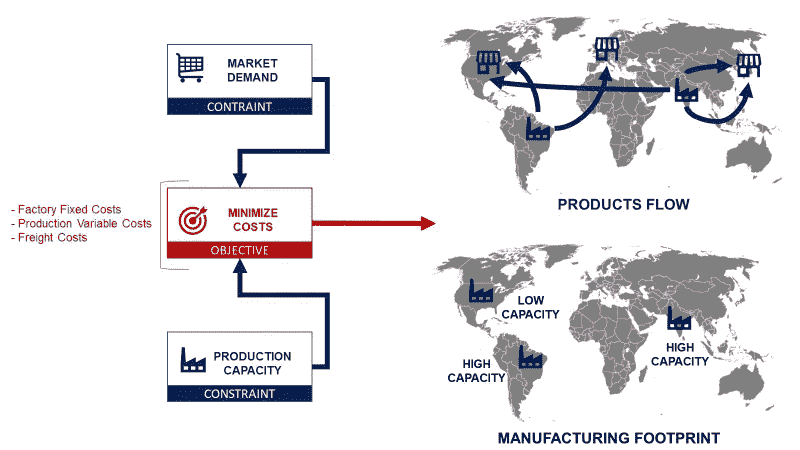 MARKET
DEMAND
CONTRAINT
- Factory Fixed Costs
- Production Variable Costs
- Freight Costs
MINIMIZE
COSTS
OBJECTIVE
PRODUCTION
CAPACITY
CONSTRAINT
PRODUCTS FLOW
LOW
CAPACITY
HIGH
CAPACITY
HIGH
CAPACITY
MANUFACTURING FOOTPRINT